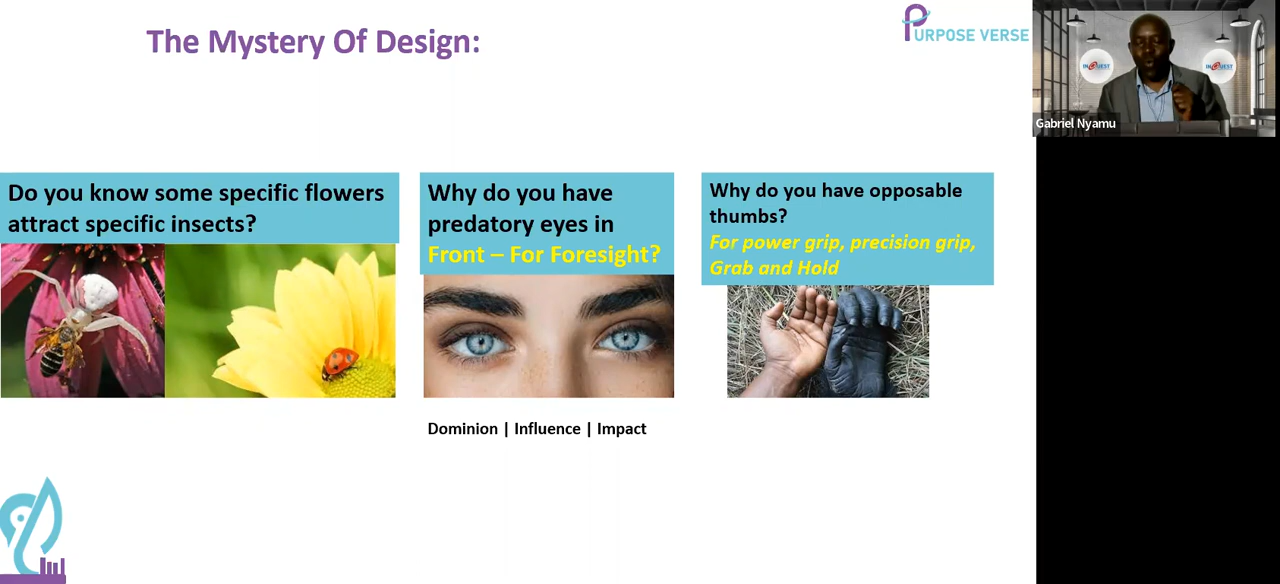 The Mystery Of Design:
PURPOSE VERSE
Gabriel Nyamu
Do you know some specific flowers
attract specific insects?
Why do you have
predatory eyes in
Front – For Foresight?
Why do you have opposable
thumbs?
For power grip, precision grip,
Grab and Hold
Dominion | Influence | Impact
INQUEST
INQUEST